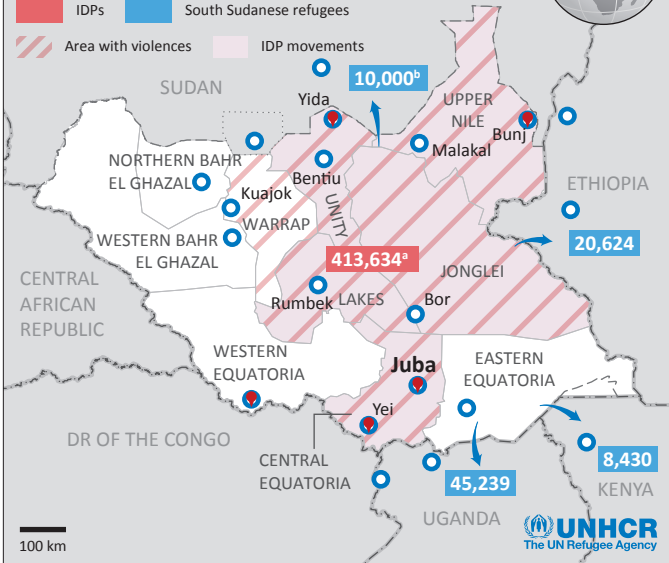 IDPs
South Sudanese refugees
Area with violences
IDP movements
SUDAN
10,000ᵇ
Yida
UPPER
NILE
Bunj
Malakal
NORTHERN BAHR
EL GHAZAL
Bentiu
ETHIOPIA
Kuajok
UNITY
WARRAP
WESTERN BAHR
EL GHAZAL
20,624
413,634ᵃ
JONGLEI
CENTRAL
AFRICAN
REPUBLIC
Rumbek
LAKES
Bor
WESTERN
EQUATORIA
Juba
EASTERN
EQUATORIA
Yei
DR OF THE CONGO
CENTRAL
EQUATORIA
8,430
45,239
KENYA
UGANDA
UNHCR
The UN Refugee Agency
100 km